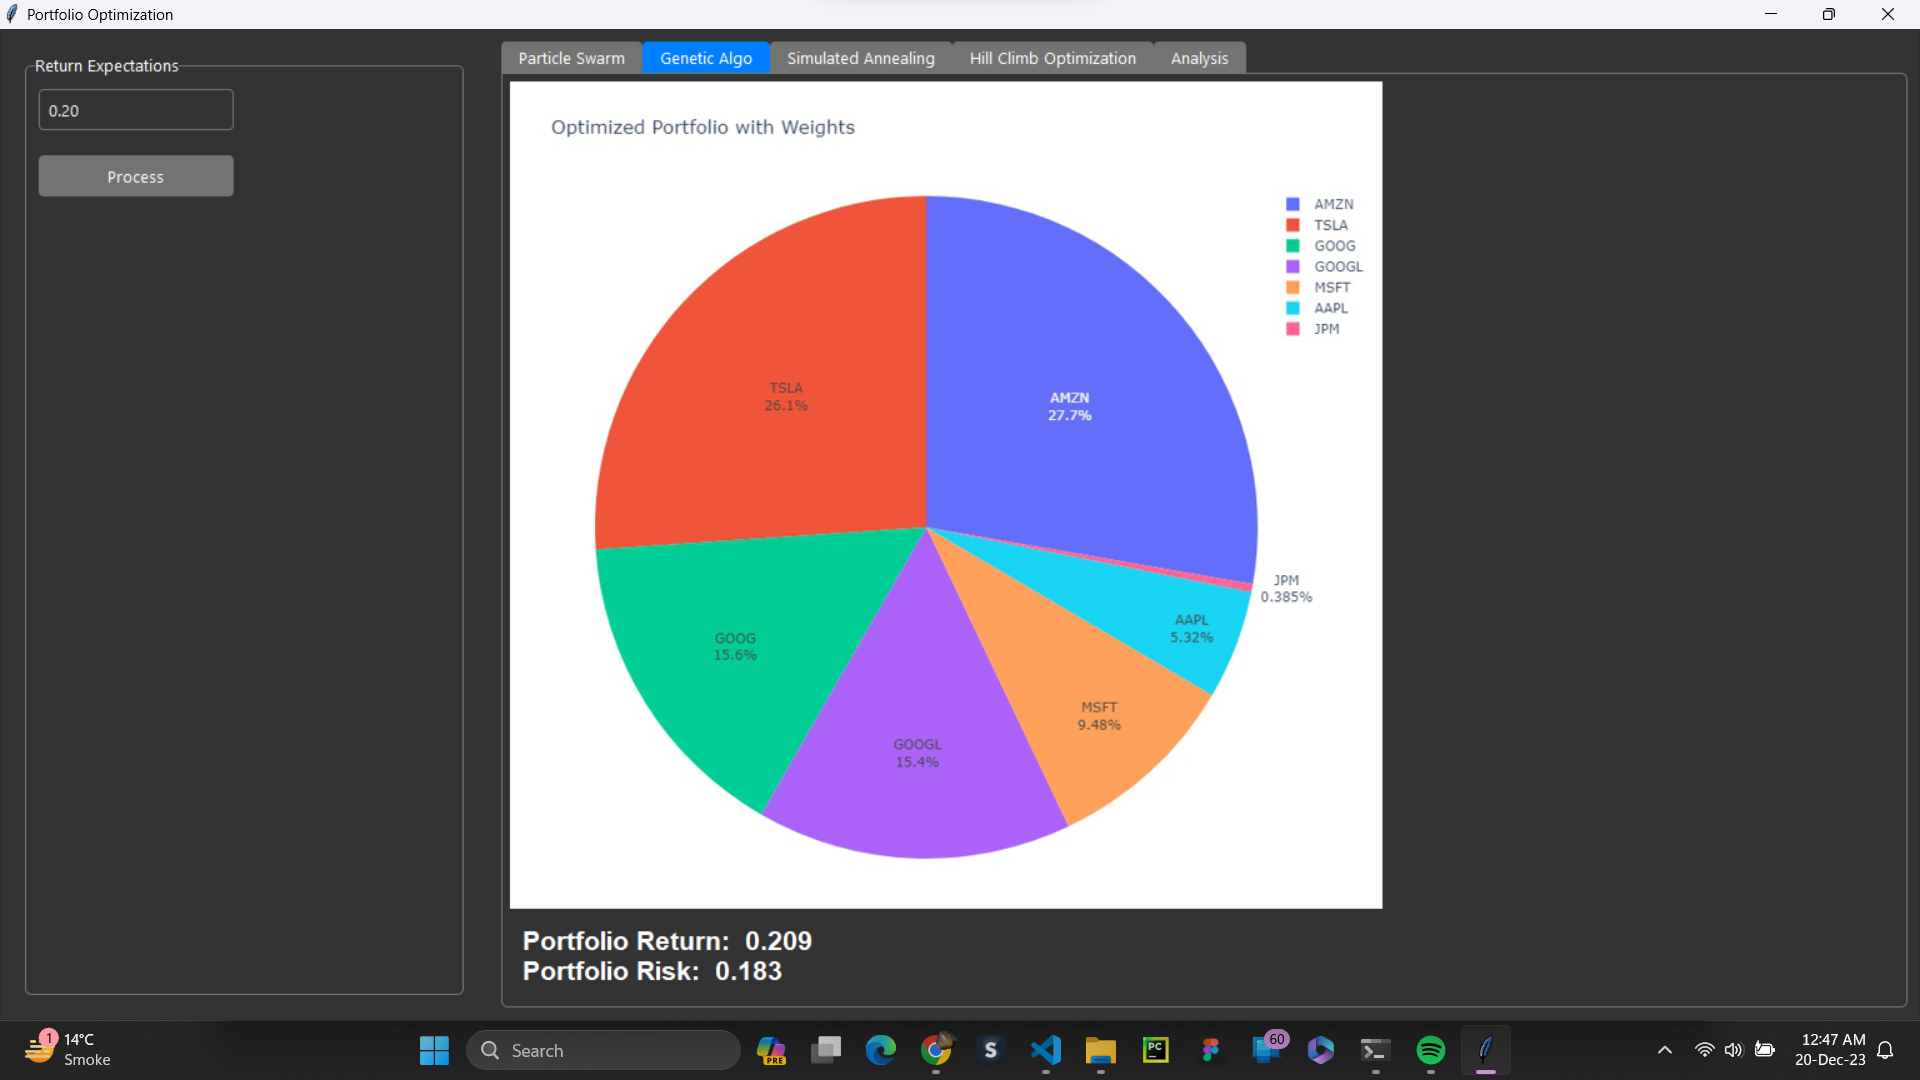 Portfolio Optimization
Return Expectations
0.20
Process
Particle Swarm
Genetic Algo
Simulated Annealing
Hill Climb Optimization
Analysis
Optimized Portfolio with Weights
AMZN
TSLA
GOOG
GOOGL
MSFT
AAPL
JPM
TSLA
26.1%
AMZN
27.7%
JPM
0.385%
AAPL
5.32%
GOOG
15.6%
MSFT
9.48%
GOOGL
15.4%
Portfolio Return: 0.209
Portfolio Risk: 0.183
1
14°C
Smoke
Search
PRE
S
PC
60
12:47 AM
20-Dec-23